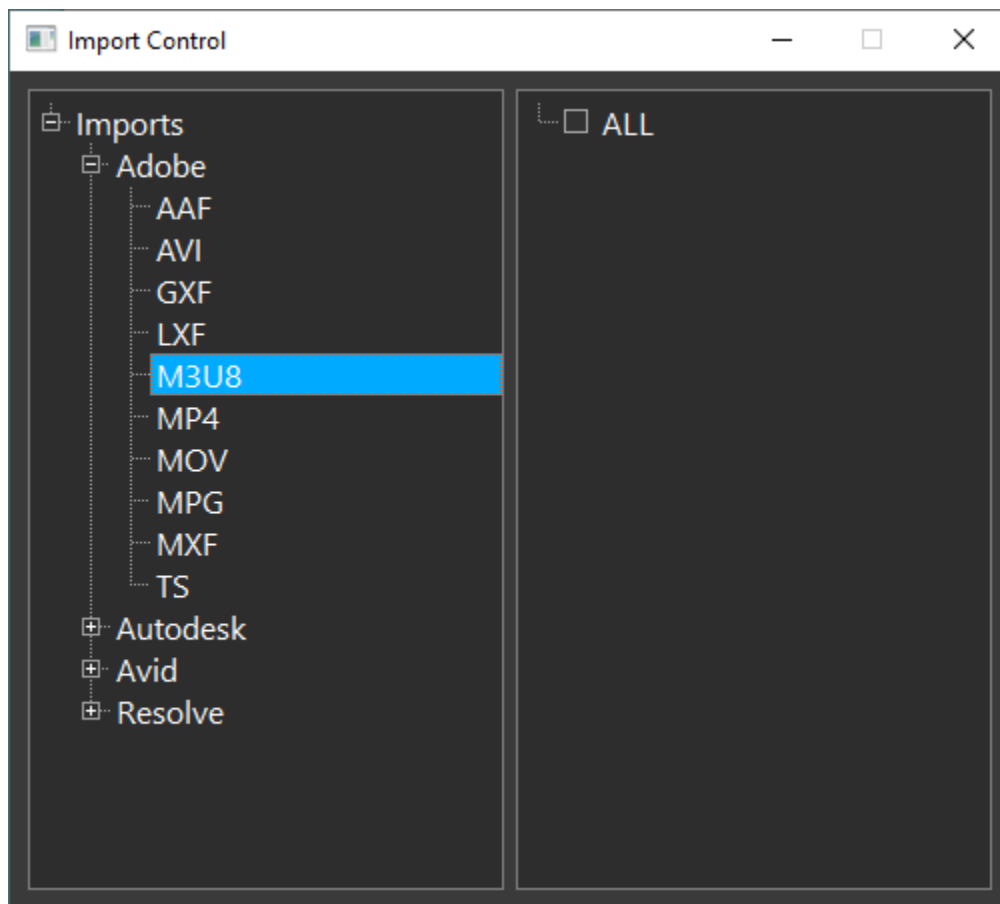 Import Control
Imports
Adobe
AAF
AVI
GXF
LXF
M3U8
MP4
MOV
MPG
MXF
TS
Autodesk
Avid
Resolve
ALL